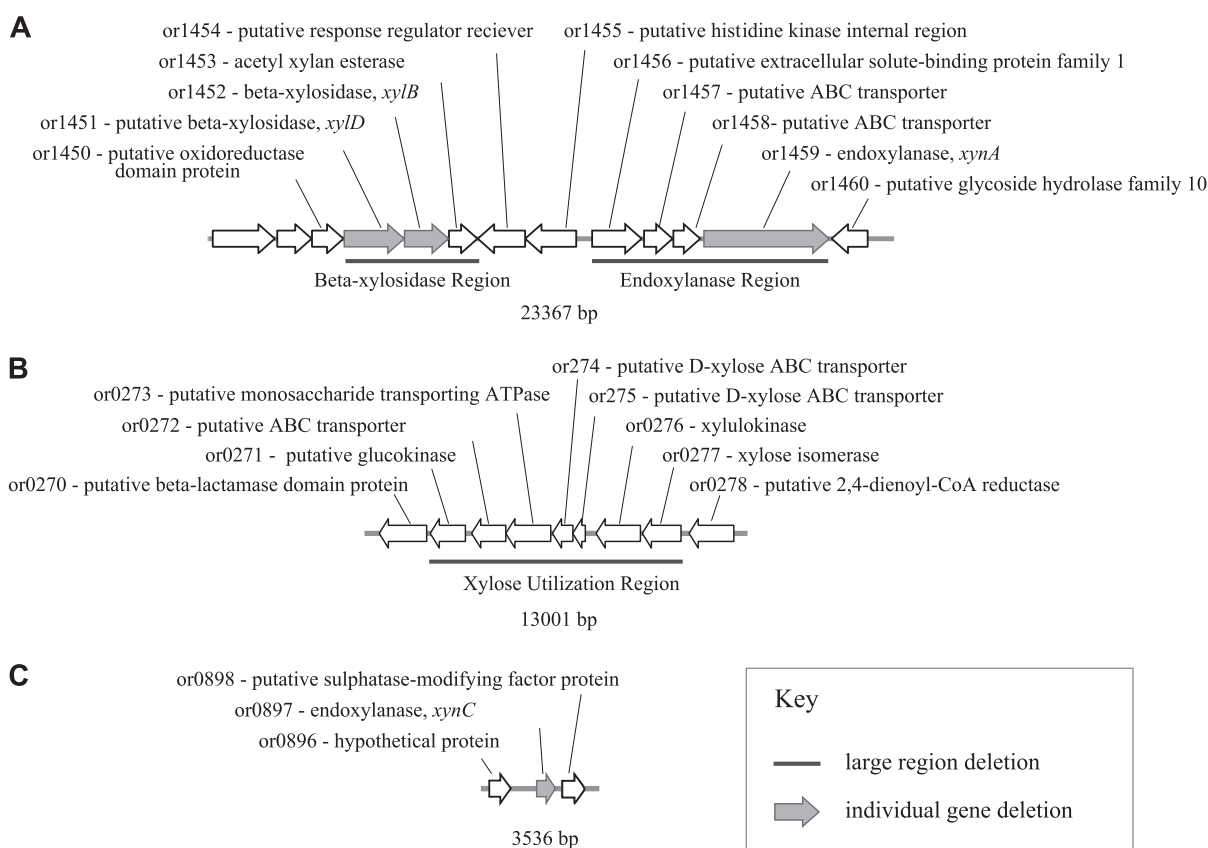 A
or1454 - putative response regulator reciever
or1455 - putative histidine kinase internal region
or1453 - acetyl xylan esterase
or1456 - putative extracellular solute-binding protein family 1
or1452 - beta-xylosidase, xylB
or1457 - putative ABC transporter
or1451 - putative beta-xylosidase, xylD
or1458- putative ABC transporter
or1450 - putative oxidoreductase
domain protein
or1459 - endoxylanase, xynA
or1460 - putative glycoside hydrolase family 10
Beta-xylosidase Region
Endoxylanase Region
23367 bp
B
or274 - putative D-xylose ABC transporter
or0273 - putative monosaccharide transporting ATPase
or275 - putative D-xylose ABC transporter
or0272 - putative ABC transporter
or0276 - xylulokinase
or0271 - putative glucokinase
or0277 - xylose isomerase
or0270 - putative beta-lactamase domain protein
or0278 - putative 2,4-dienoyl-CoA reductase
Xylose Utilization Region
13001 bp
C
or0898 - putative sulphatase-modifying factor protein
or0897 - endoxylanase, xynC
or0896 - hypothetical protein
3536 bp
Key
large region deletion
individual gene deletion